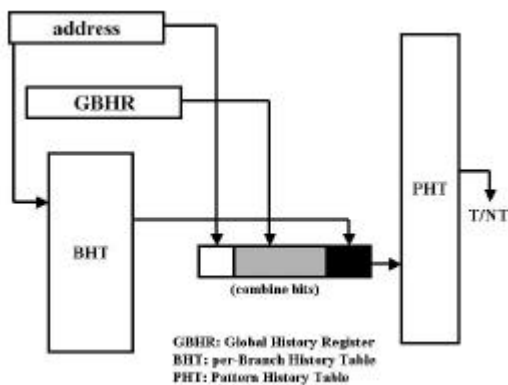 address
GBHR
BHT
PHT
T/NT
(combine bits)
GBHR: Global History Register
BHT: per-Branch History Table
PHT: Pattern History Table